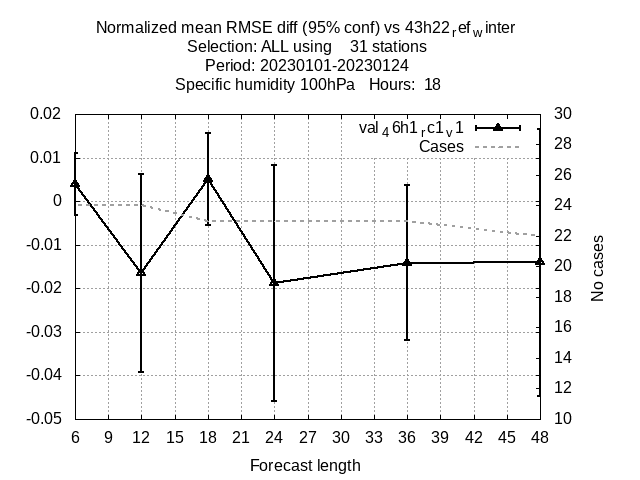 Normalized mean RMSE diff (95% conf) vs 43h22ref winter
Selection: ALL using 31 stations
Period: 20230101-20230124
Specific humidity 100hPa Hours: 18
val46h1rc1v1
Cases
0.02
0.01
0
-0.01
-0.02
-0.03
-0.04
-0.05
30
28
26
24
22
20
18
16
14
12
10
No cases
6 9 12 15 18 21 24 27 30 33 36 39 42 45 48
Forecast length